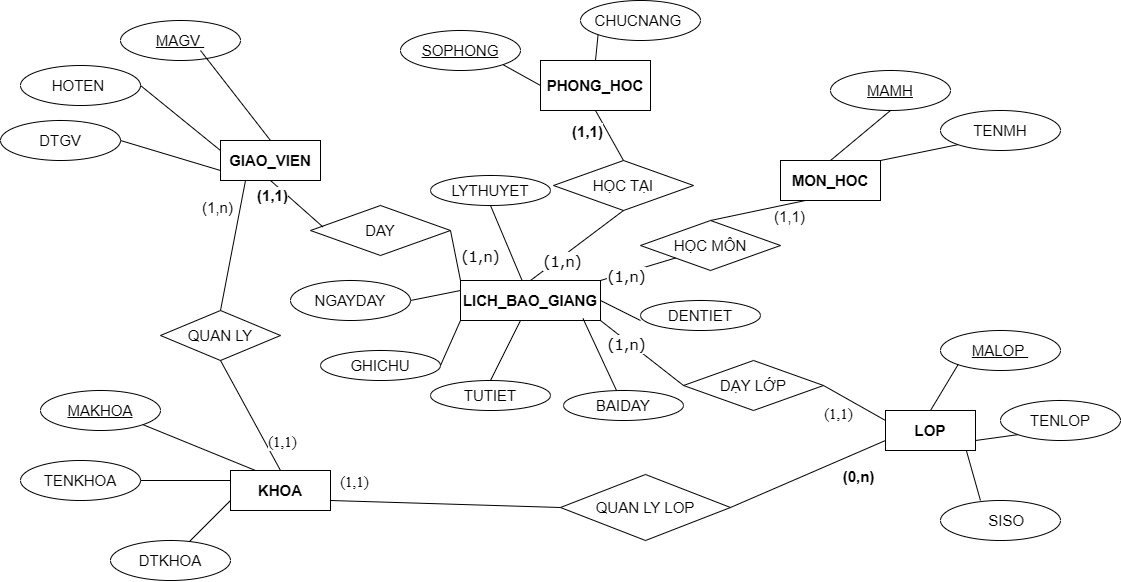 CHUCNANG
MAGV
SOPHONG
HOTEN
PHONG_HOC
MAMH
DTGV
(1,1)
TENMH
GIAO_VIEN
MON_HOC
(1,1)
LYTHUYET
HỌC TẠI
(1,n)
(1,1)
DAY
HỌC MÔN
(1,n)
(1,n)
(1,n)
NGAYDAY
LICH_BAO_GIANG
DENTIET
QUAN LY
(1,n)
GHICHU
MALOP
DẠY LỚP
TUTIET
BAIDAY
MAKHOA
(1,1)
TENLOP
LOP
(1,1)
TENKHOA
(1,1)
(0,n)
KHOA
QUAN LY LOP
SISO
DTKHOA